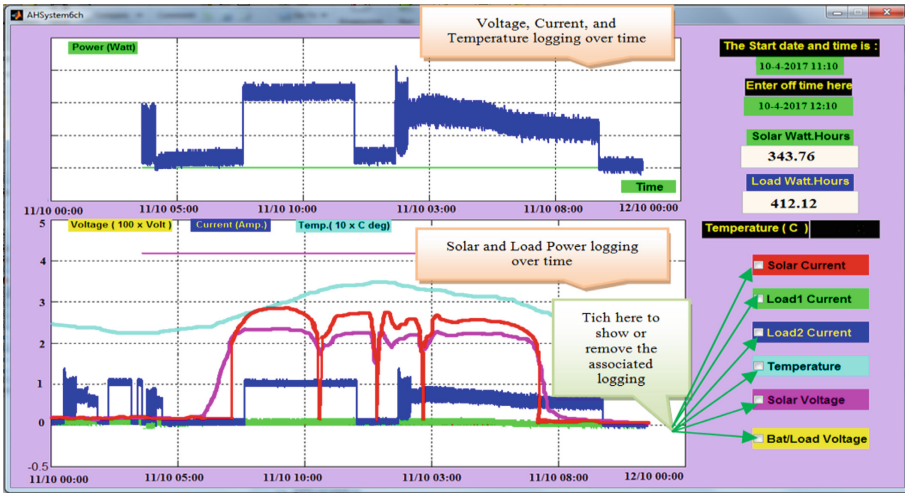 AHSystem6ch
Voltage, Current, and
Temperature logging over time
Power (Watt)
Time
11/10 00:00 11/10 05:00 11/10 10:00 11/10 03:00 11/10 08:00 12/10 00:00
The Start date and time is :
10-4-2017 11:10
Enter off time here
10-4-2017 12:10
Solar Watt.Hours
343.76
Load Watt.Hours
412.12
Temperature ( C )
Voltage ( 100 x Volt ) Current (Amp.) Temp.( 10 x C deg)
Solar and Load Power logging
over time
5
4
3
2
1
0
-0.5
11/10 00:00 11/10 05:00 11/10 10:00 11/10 03:00 11/10 08:00 12/10 00:00
Tich here to
show or
remove the
associated
logging
Solar Current
Load1 Current
Load2 Current
Temperature
Solar Voltage
Bat/Load Voltage